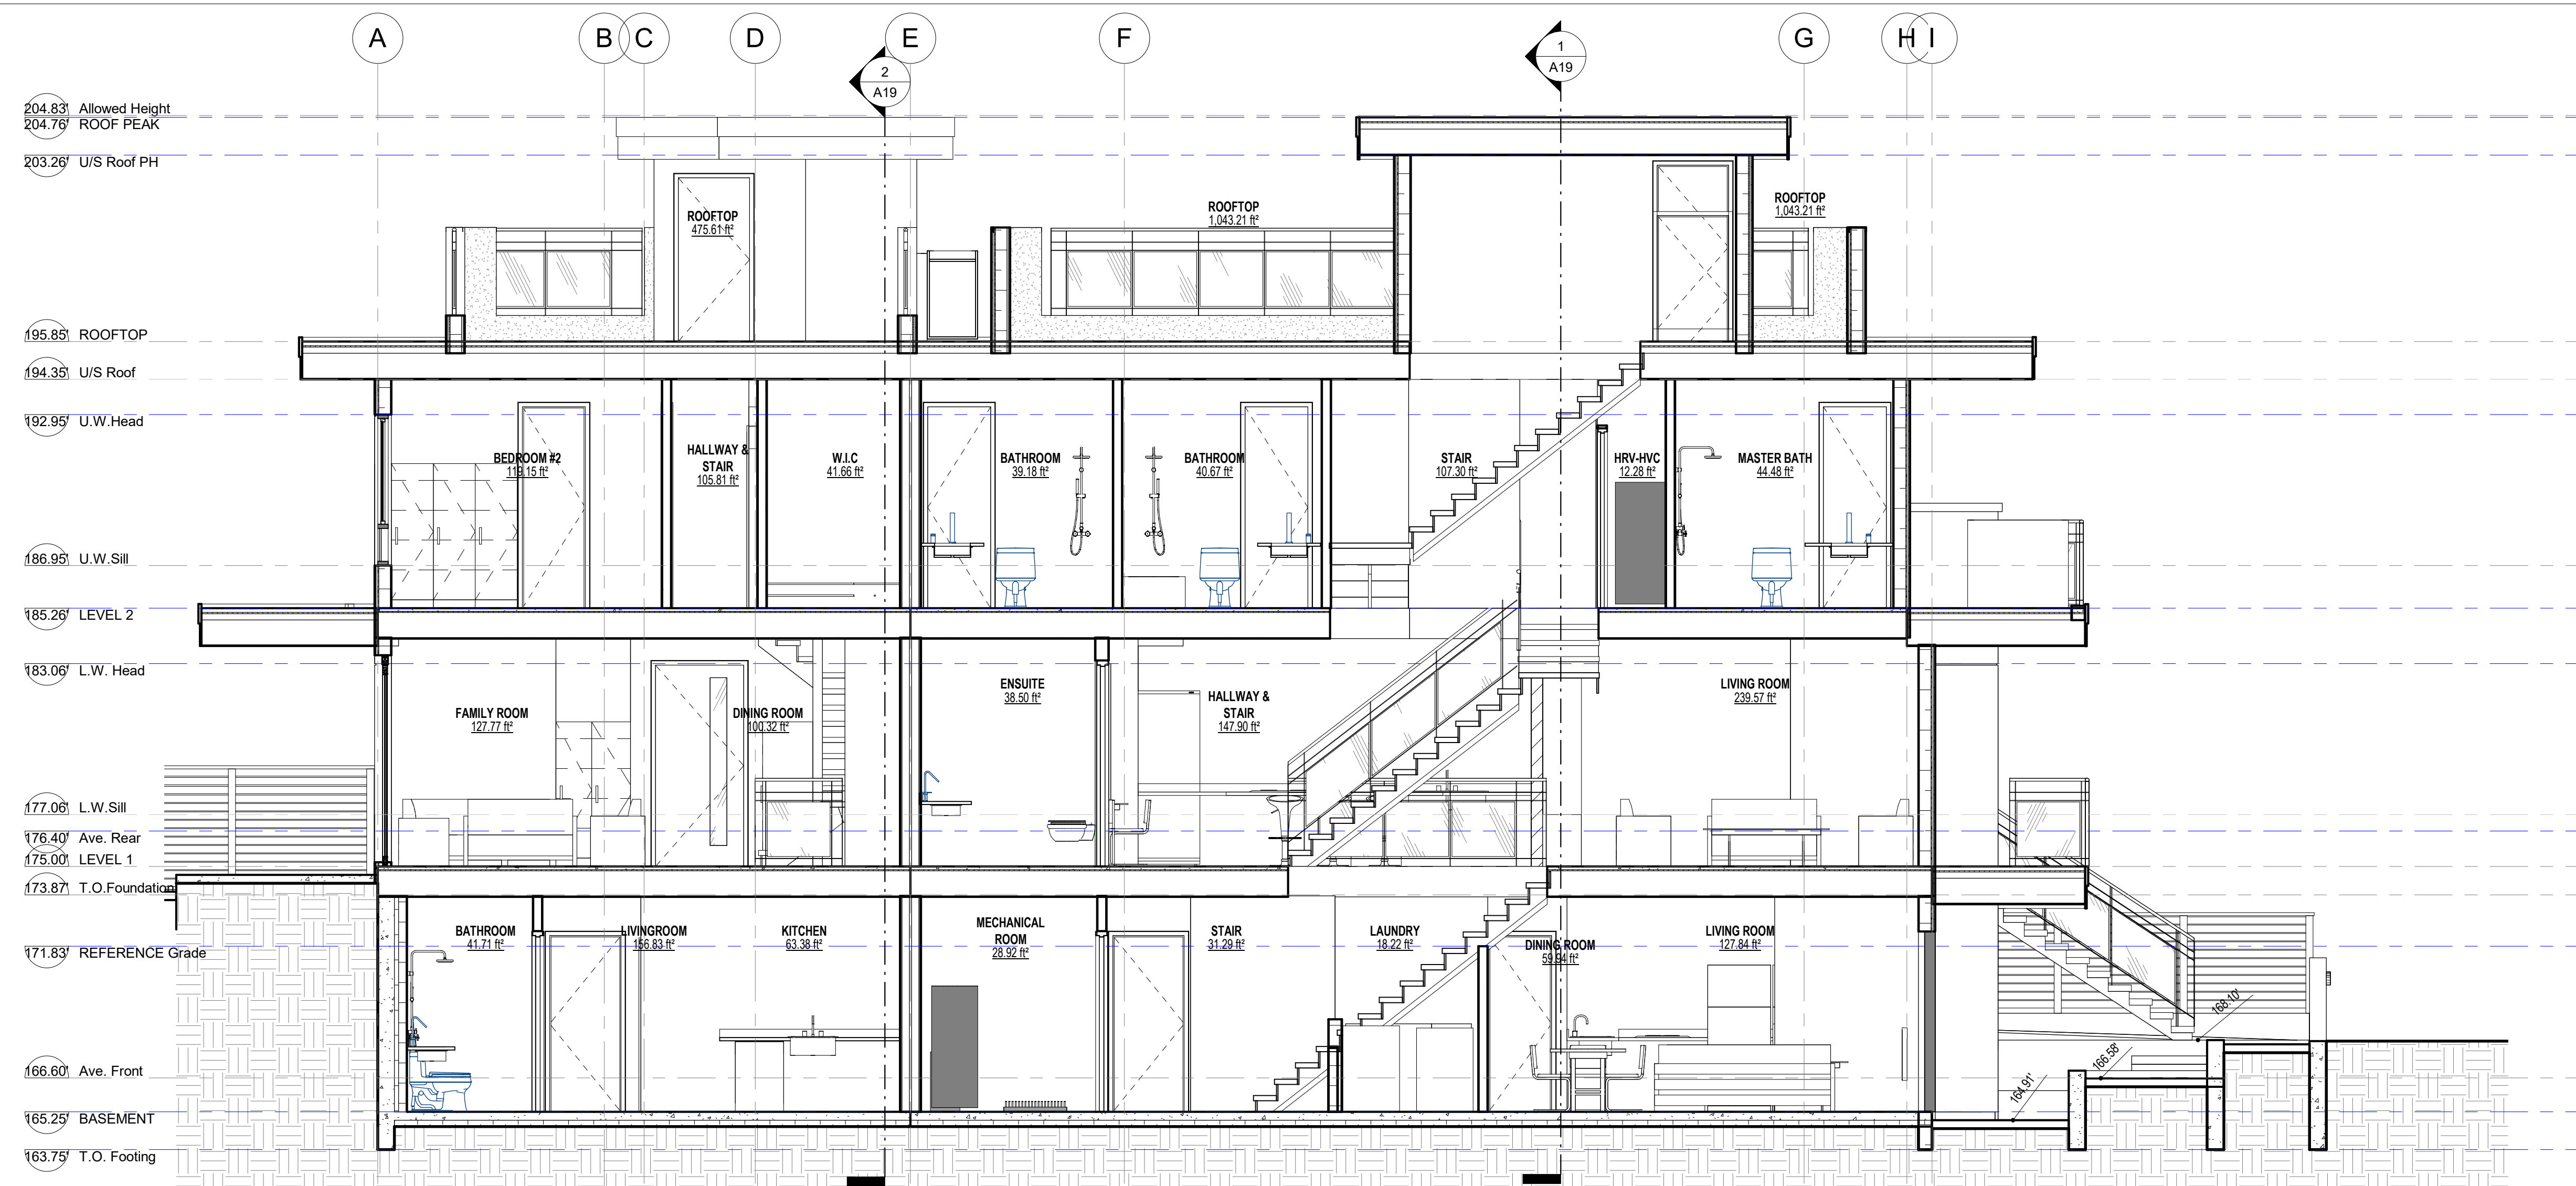 A
B
C
D
E
F
G
H
I
2
A19
1
A19
204.83' Allowed Height
204.76' ROOF PEAK
203.26' U/S Roof PH
ROOFTOP
475.61 ft²
ROOFTOP
1,043.21 ft²
ROOFTOP
1,043.21 ft²
195.85' ROOFTOP
194.35' U/S Roof
192.95' U.W.Head
BEDROOM #2
119.15 ft²
HALLWAY &
STAIR
105.81 ft²
W.I.C
41.66 ft²
BATHROOM
39.18 ft²
BATHROOM
40.67 ft²
STAIR
107.30 ft²
HRV-HVC
12.28 ft²
MASTER BATH
44.48 ft²
186.95' U.W.Sill
185.26' LEVEL 2
183.06' L.W. Head
FAMILY ROOM
127.77 ft²
DINING ROOM
100.32 ft²
ENSUITE
38.50 ft²
HALLWAY &
STAIR
147.90 ft²
LIVING ROOM
239.57 ft²
177.06' L.W.Sill
176.40' Ave. Rear
175.00' LEVEL 1
173.87' T.O.Foundation
BATHROOM
41.71 ft²
LIVINGROOM
156.83 ft²
KITCHEN
63.38 ft²
MECHANICAL
ROOM
28.92 ft²
STAIR
31.29 ft²
LAUNDRY
18.22 ft²
DINING ROOM
59.94 ft²
LIVING ROOM
127.84 ft²
171.83' REFERENCE Grade
168.10'
166.58'
164.91'
166.60' Ave. Front
165.25' BASEMENT
163.75' T.O. Footing